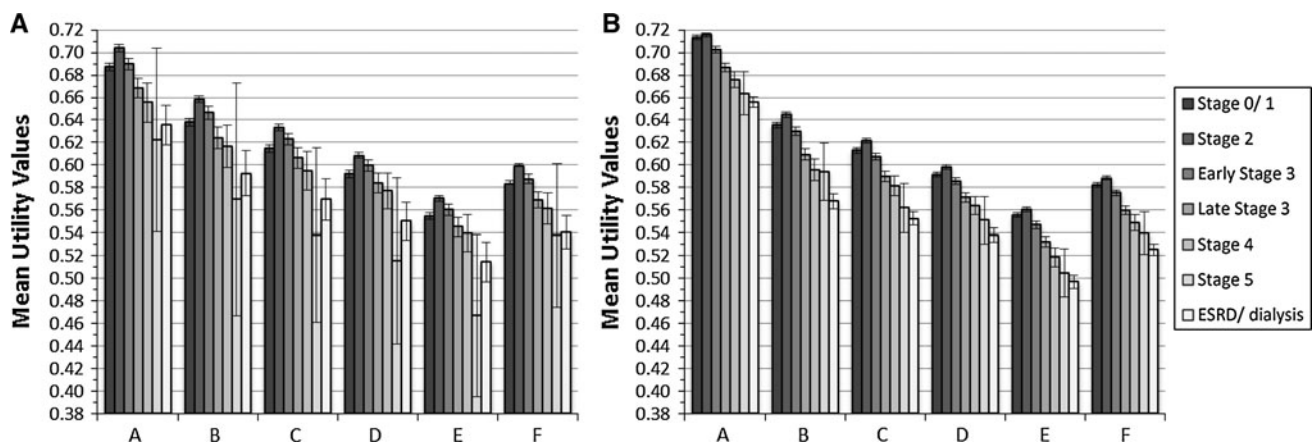 A
Mean Utility Values
0.72
0.70
0.68
0.66
0.64
0.62
0.60
0.58
0.56
0.54
0.52
0.50
0.48
0.46
0.44
0.42
0.40
0.38
A B C D E F
B
Mean Utility Values
0.72
0.70
0.68
0.66
0.64
0.62
0.60
0.58
0.56
0.54
0.52
0.50
0.48
0.46
0.44
0.42
0.40
0.38
A B C D E F
Stage 0/ 1
Stage 2
Early Stage 3
Late Stage 3
Stage 4
Stage 5
ESRD/ dialysis